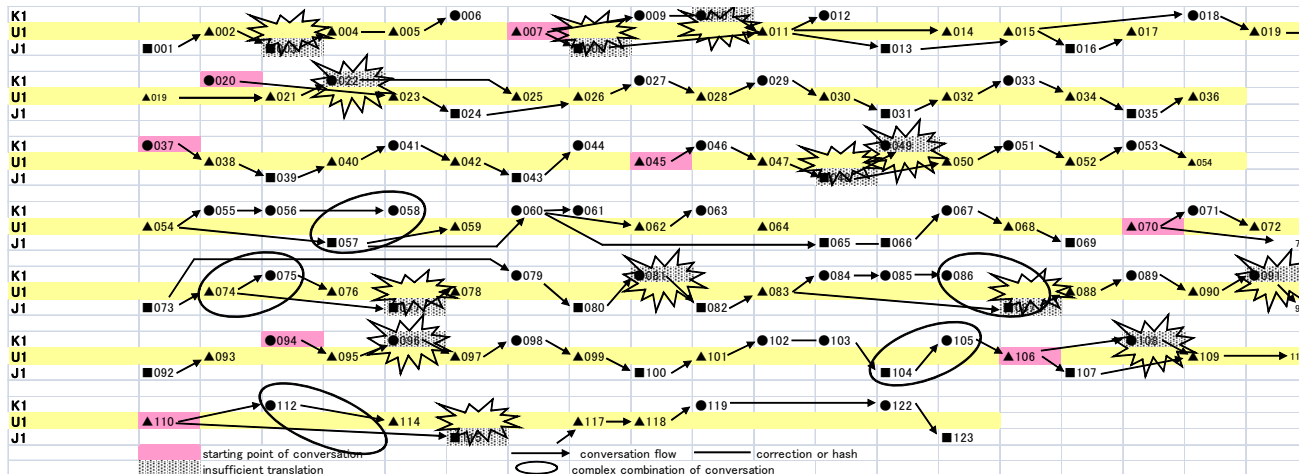 K1 ●006 ●009 ●012 ●018
U1 ▲002 ▲004 ▲005 ▲007 ▲011 ▲014 ▲015 ▲017 ▲019
J1 ■001 ■013 ■016
K1 ●020 ●022 ●027 ●029 ●033
U1 ▲019 ▲021 ▲023 ▲025 ▲026 ▲028 ▲030 ▲032 ▲034 ▲036
J1 ■024 ■031 ■035
K1 ●037 ●041 ●044 ●046 ●049 ●051 ●053
U1 ▲038 ▲040 ▲042 ▲045 ▲047 ▲050 ▲052 ▲054
J1 ■039 ■043
K1 ●055 ●056 ●058 ●060 ●061 ●063 ●067 ●071
U1 ▲054 ▲059 ▲062 ▲064 ▲068 ▲070 ▲072
J1 ■057 ■065 ■066 ■069
K1 ●075 ●079 ●081 ●084 ●085 ●086 ●089 ●091
U1 ▲074 ▲076 ▲078 ▲083 ▲088 ▲090
J1 ■073 ■080 ■082
K1 ●094 ●096 ●098 ●102 ●103 ●105 ●108
U1 ▲093 ▲095 ▲097 ▲099 ▲101 ▲106 ▲109
J1 ■092 ■100 ■104 ■107
K1 ●112 ●119 ●122
U1 ▲110 ▲114 ▲117 ▲118
J1 ■123
starting point of conversation conversation flow correction or hash
insufficient translation complex combination of conversation